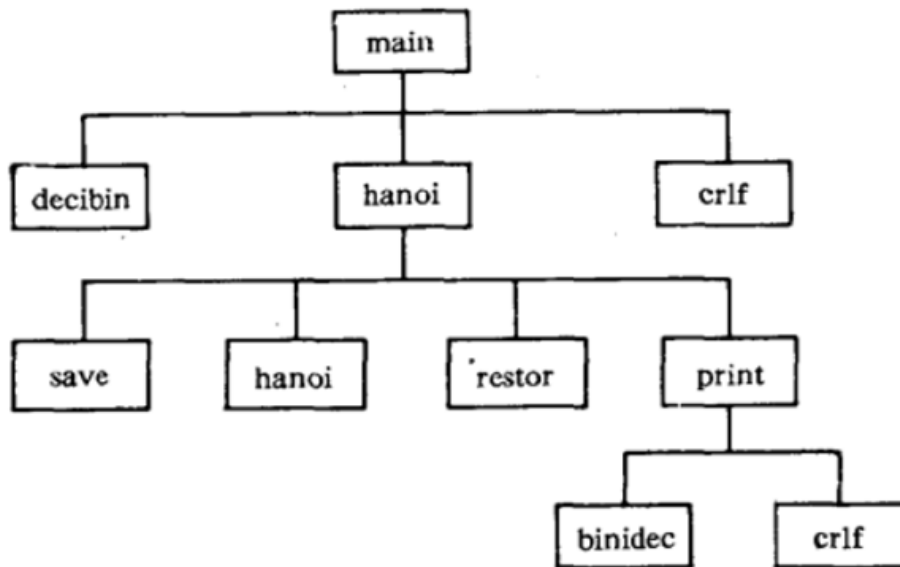 main
decibin
hanoi
crlf
save
hanoi
restor
print
binidec
crlf